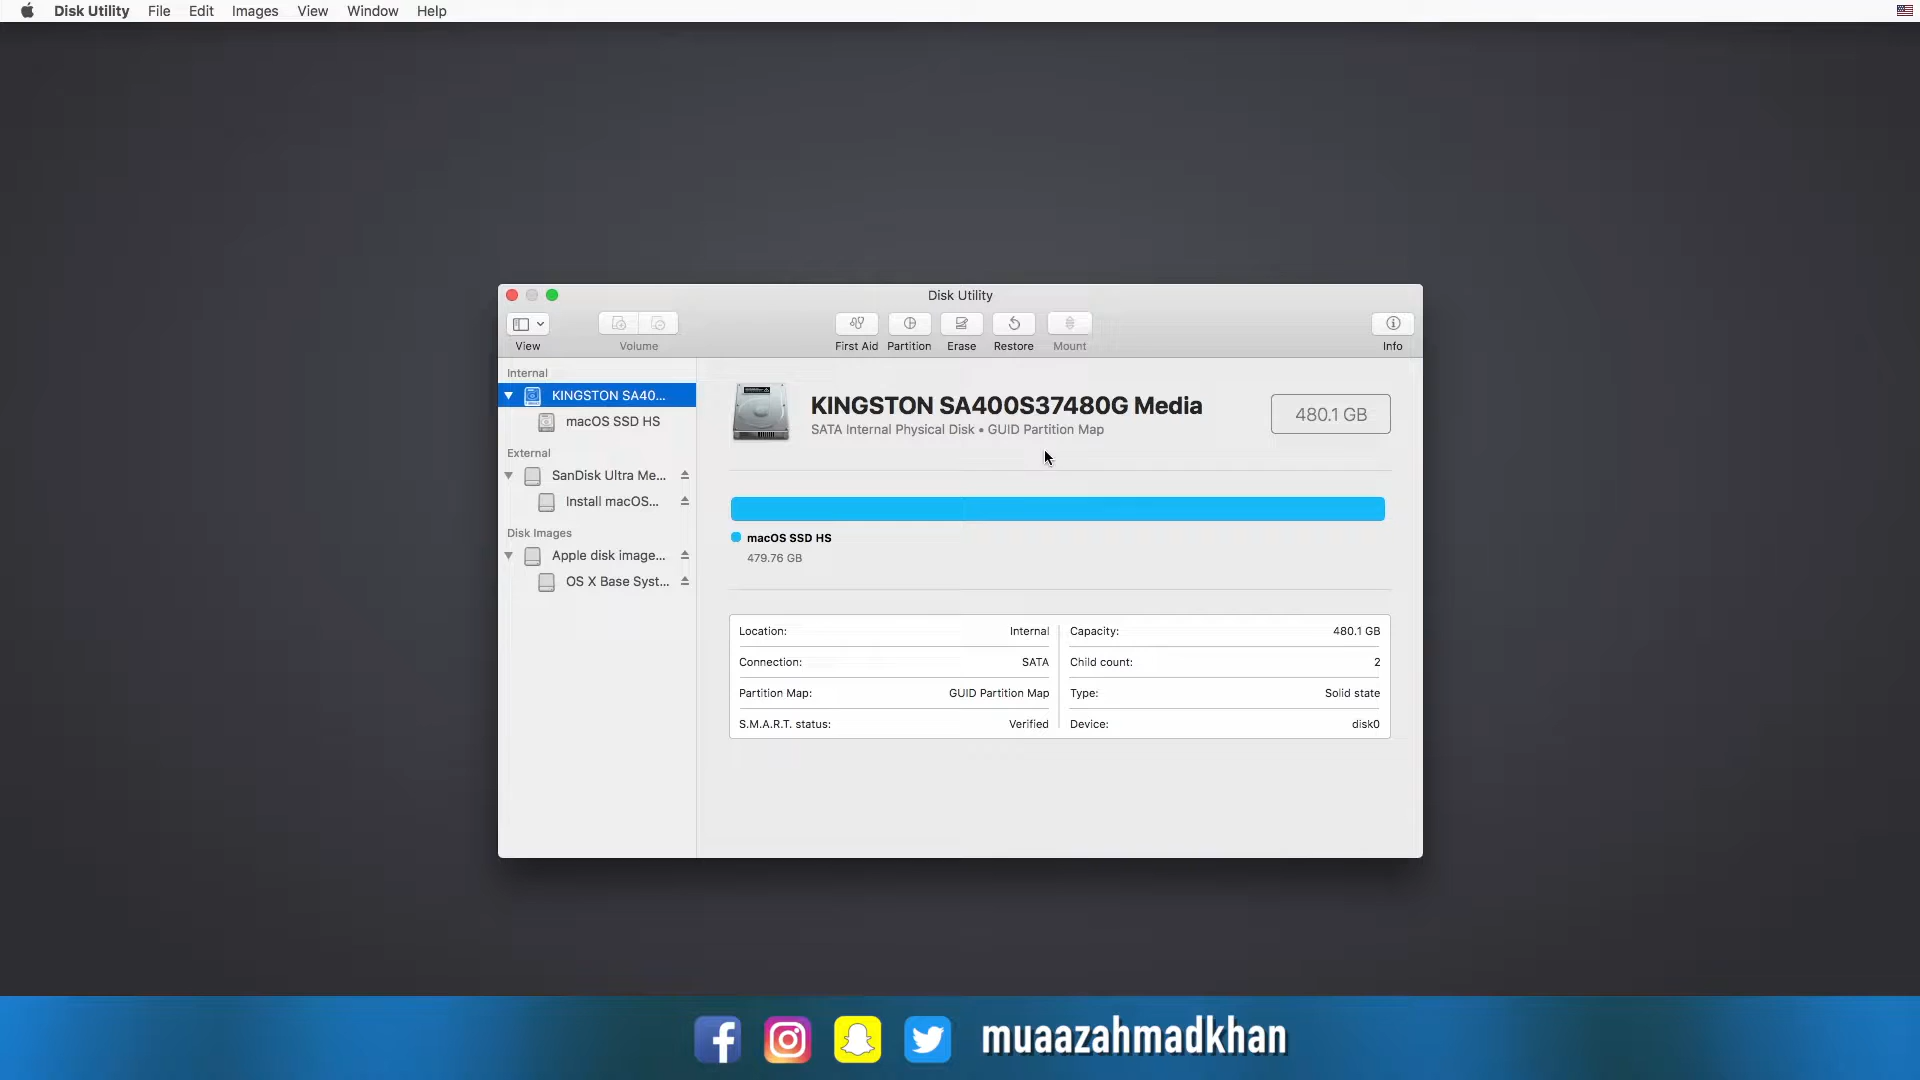 Disk Utility File Edit Images View Window Help
Disk Utility
View Volume First Aid Partition Erase Restore Mount Info
Internal
KINGSTON SA40...
macOS SSD HS
External
SanDisk Ultra Me...
Install macOS...
Disk Images
Apple disk image...
OS X Base Syst...
KINGSTON SA400S37480G Media
SATA Internal Physical Disk • GUID Partition Map
480.1 GB
macOS SSD HS
479.76 GB
Location: Internal
Connection: SATA
Partition Map: GUID Partition Map
S.M.A.R.T. status: Verified
Capacity: 480.1 GB
Child count: 2
Type: Solid state
Device: disk0
muaazahmadkhan